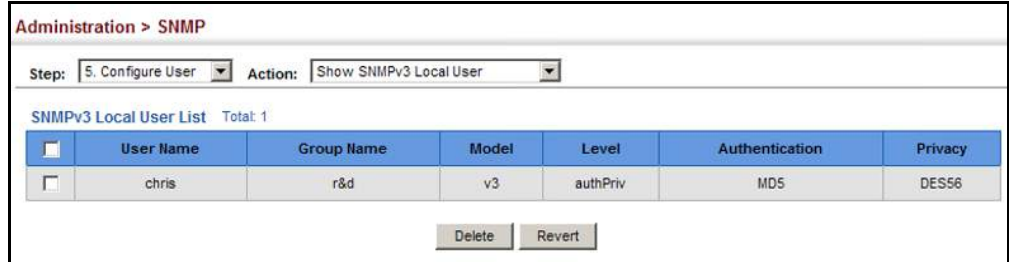 Administration > SNMP
Step: 5. Configure User Action: Show SNMPv3 Local User
SNMPv3 Local User List Total: 1
User Name Group Name Model Level Authentication Privacy
chris r&d v3 authPriv MD5 DES56
Delete Revert